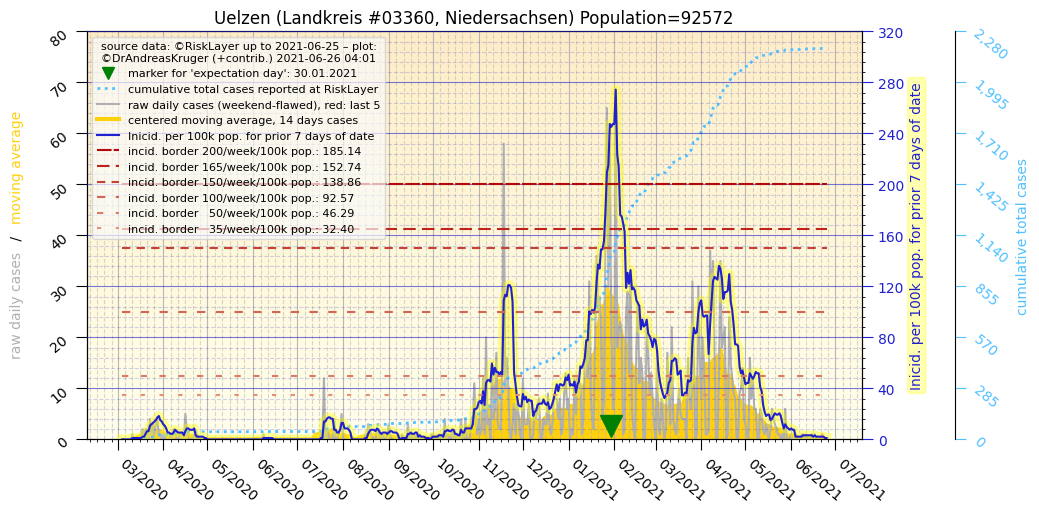 Uelzen (Landkreis #03360, Niedersachsen) Population=92572
source data: ©RiskLayer up to 2021-06-25 – plot:
©DrAndreasKruger (+contrib.) 2021-06-26 04:01
marker for 'expectation day': 30.01.2021
cumulative total cases reported at RiskLayer
raw daily cases (weekend-flawed), red: last 5
centered moving average, 14 days cases
Inicid. per 100k pop. for prior 7 days of date
incid. border 200/week/100k pop.: 185.14
incid. border 165/week/100k pop.: 152.74
incid. border 150/week/100k pop.: 138.86
incid. border 100/week/100k pop.: 92.57
incid. border   50/week/100k pop.: 46.29
incid. border   35/week/100k pop.: 32.40
raw daily cases / moving average
80
70
60
50
40
30
20
10
0
03/2020
04/2020
05/2020
06/2020
07/2020
08/2020
09/2020
10/2020
11/2020
12/2020
01/2021
02/2021
03/2021
04/2021
05/2021
06/2021
07/2021
320
280
240
200
160
120
80
40
0
Inicid. per 100k pop. for prior 7 days of date
2,280
1,995
1,710
1,425
1,140
855
570
285
0
cumulative total cases